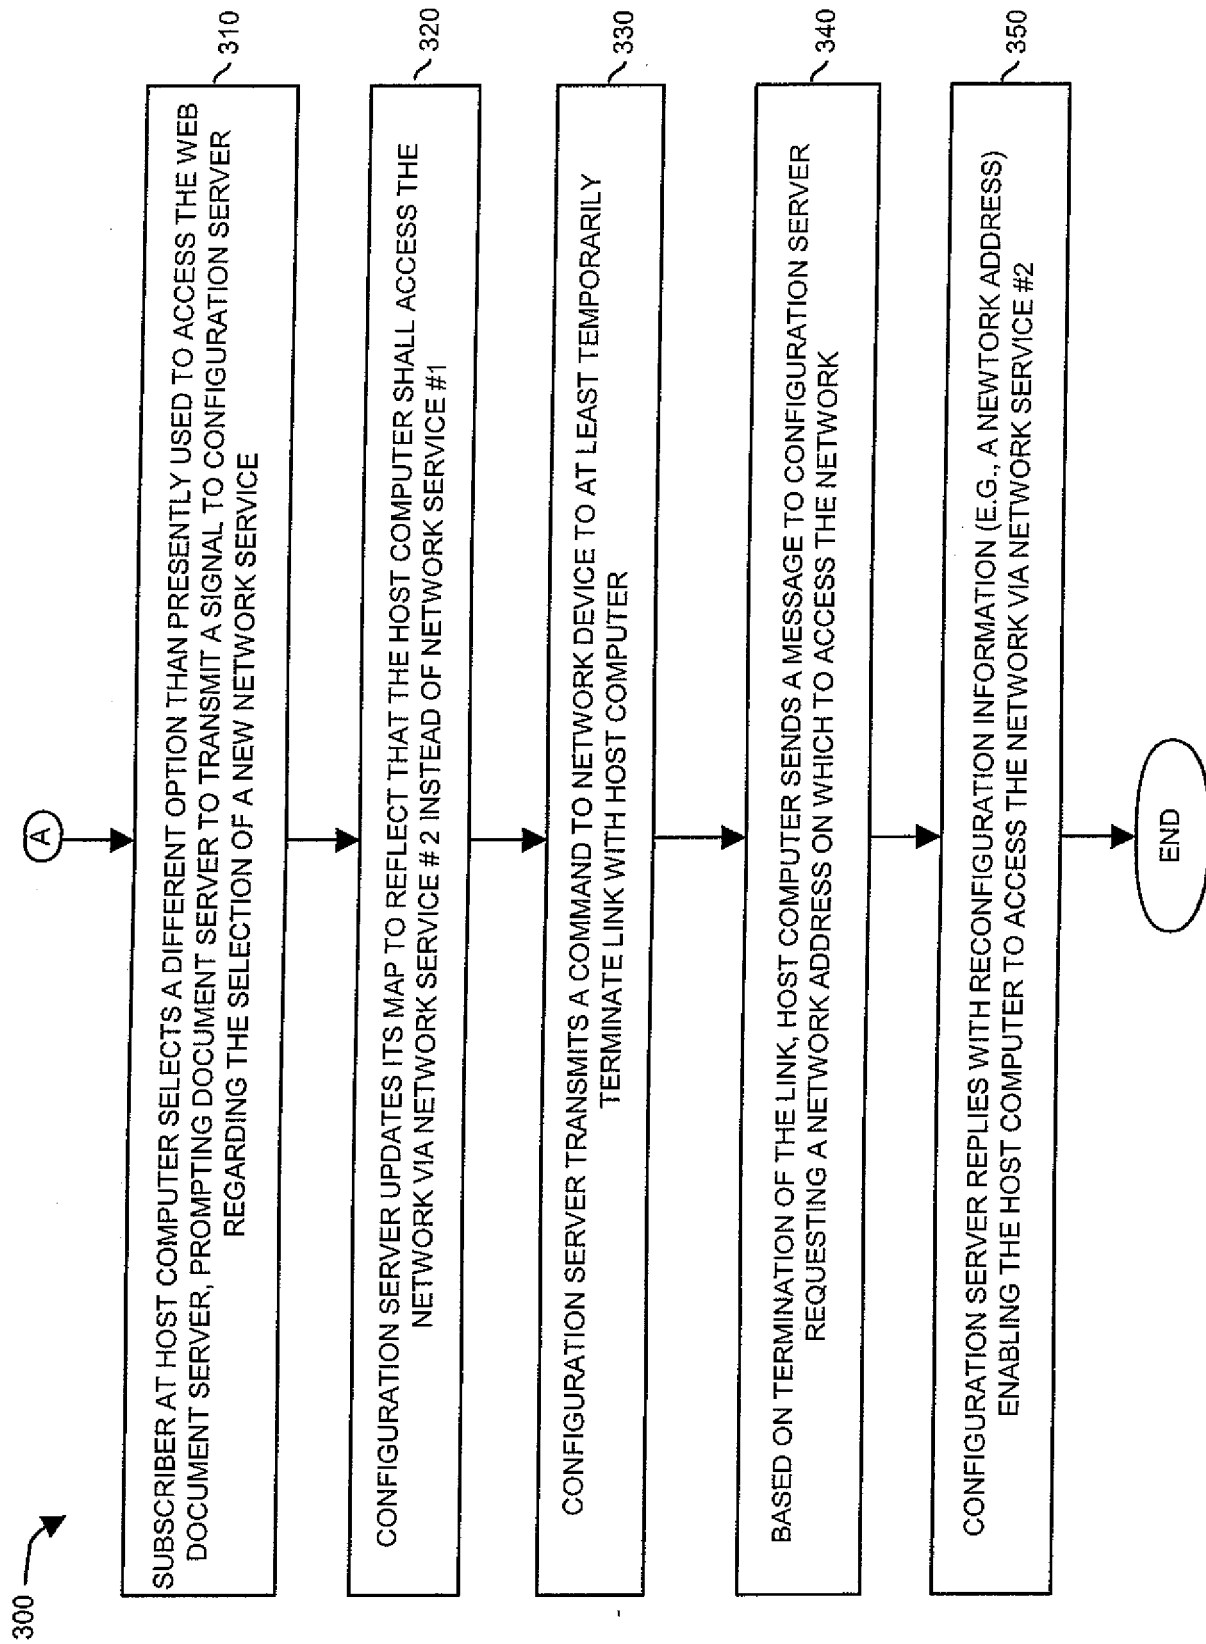 300
A
SUBSCRIBER AT HOST COMPUTER SELECTS A DIFFERENT OPTION THAN PRESENTLY USED TO ACCESS THE WEB
DOCUMENT SERVER, PROMPTING DOCUMENT SERVER TO TRANSMIT A SIGNAL TO CONFIGURATION SERVER
REGARDING THE SELECTION OF A NEW NETWORK SERVICE
310
CONFIGURATION SERVER UPDATES ITS MAP TO REFLECT THAT THE HOST COMPUTER SHALL ACCESS THE
NETWORK VIA NETWORK SERVICE # 2 INSTEAD OF NETWORK SERVICE #1
320
CONFIGURATION SERVER TRANSMITS A COMMAND TO NETWORK DEVICE TO AT LEAST TEMPORARILY
TERMINATE LINK WITH HOST COMPUTER
330
BASED ON TERMINATION OF THE LINK, HOST COMPUTER SENDS A MESSAGE TO CONFIGURATION SERVER
REQUESTING A NETWORK ADDRESS ON WHICH TO ACCESS THE NETWORK
340
CONFIGURATION SERVER REPLIES WITH RECONFIGURATION INFORMATION (E.G., A NEWTORK ADDRESS)
ENABLING THE HOST COMPUTER TO ACCESS THE NETWORK VIA NETWORK SERVICE #2
350
END